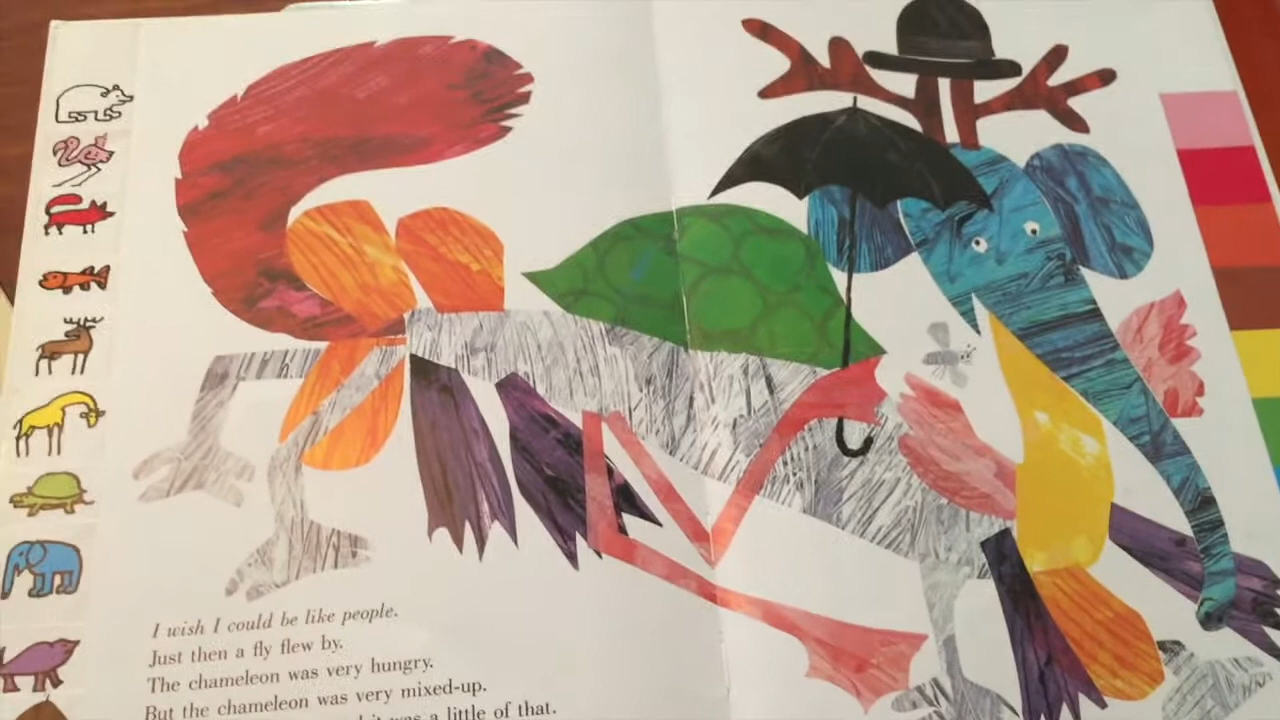 I wish I could be like people.
Just then a fly flew by.
The chameleon was very hungry.
But the chameleon was very mixed-up.
it was a little of that.